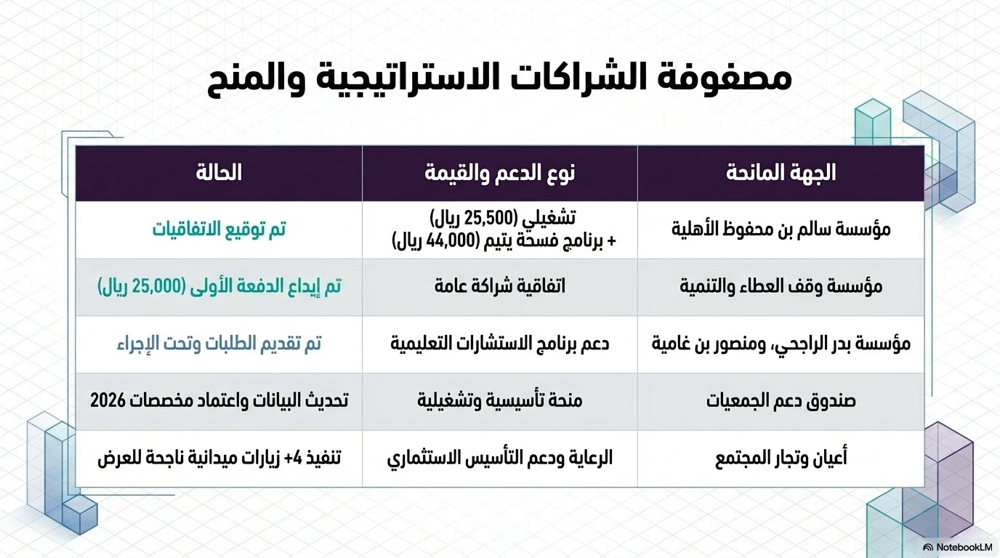 مصفوفة الشراكات الاستراتيجية والمنح
الجهة المانحة
نوع الدعم والقيمة
الحالة
مؤسسة سالم بن محفوظ الأهلية
تشغيلي (25,500 ريال)
+ برنامج فسحة يتيم (44,000 ريال)
تم توقيع الاتفاقيات
مؤسسة وقف العطاء والتنمية
اتفاقية شراكة عامة
تم إيداع الدفعة الأولى (25,000 ريال)
مؤسسة بدر الراجحي، ومنصور بن غامية
دعم برنامج الاستشارات التعليمية
تم تقديم الطلبات وتحت الإجراء
صندوق دعم الجمعيات
منحة تأسيسية وتشغيلية
تحديث البيانات واعتماد مخصصات 2026
أعيان وتجار المجتمع
الرعاية ودعم التأسيس الاستثماري
تنفيذ 4+ زيارات ميدانية ناجحة للعرض
NotebookLM